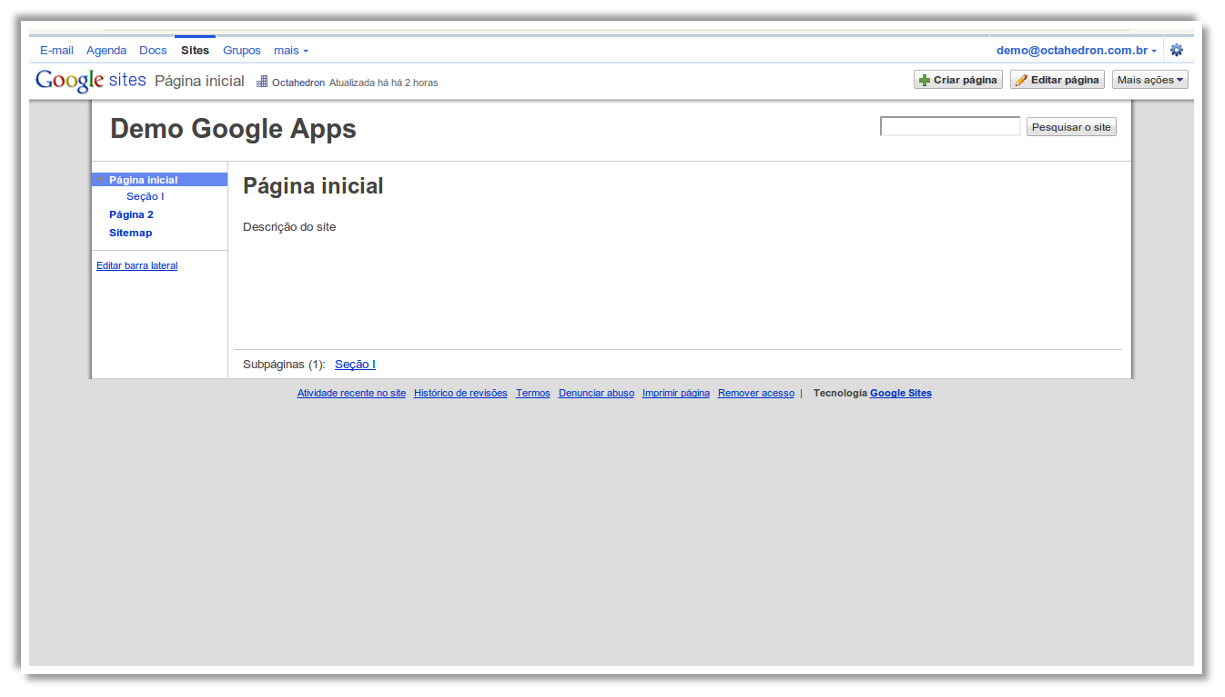 E-mail Agenda Docs Sites Grupos mais demo@octahedron.com.br
Google sites Página inicial Octahedron Atualizada há há 2 horas Criar página Editar página Mais ações
Demo Google Apps Pesquisar o site
Página inicial
Seção I
Página 2
Sitemap
Editar barra lateral
Página inicial
Descrição do site
Subpáginas (1): Seção I
Atividade recente no site Histórico de revisões Termos Denunciar abuso Imprimir página Remover acesso | Tecnologia Google Sites